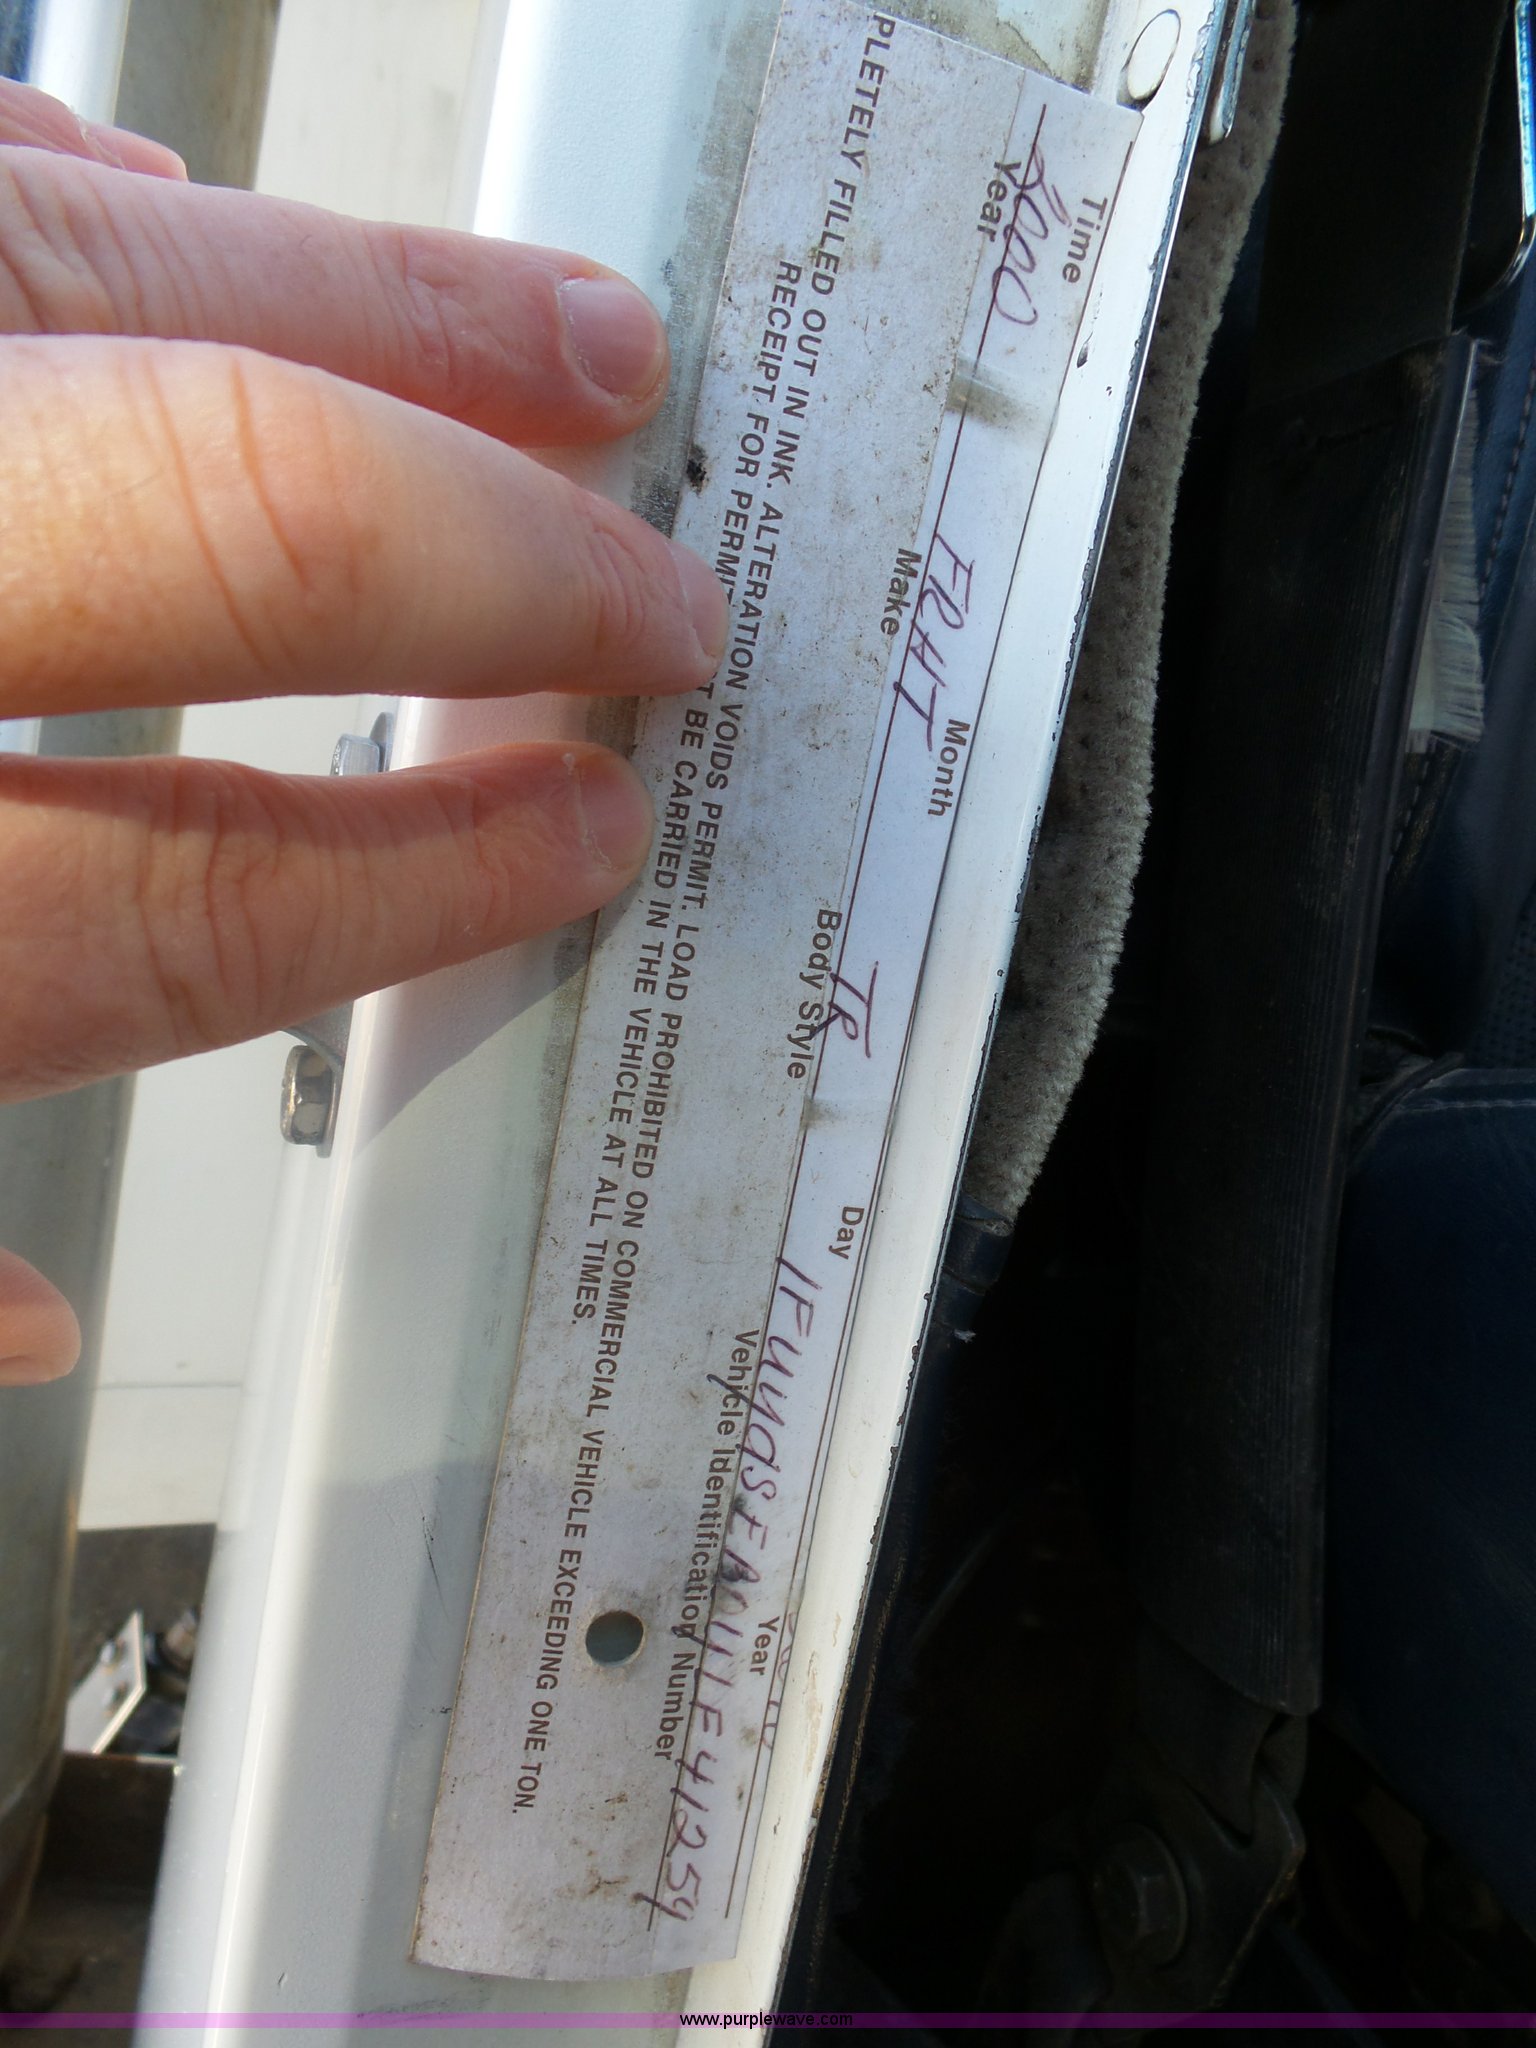 Time Month Day Year
2000 FRHT TR
Year Make Body Style Vehicle Identification Number
PLETELY FILLED OUT IN INK. ALTERATION VOIDS PERMIT. LOAD PROHIBITED ON COMMERCIAL VEHICLE EXCEEDING ONE TON.
RECEIPT FOR PERMIT BE CARRIED IN THE VEHICLE AT ALL TIMES.
www.purplewave.com